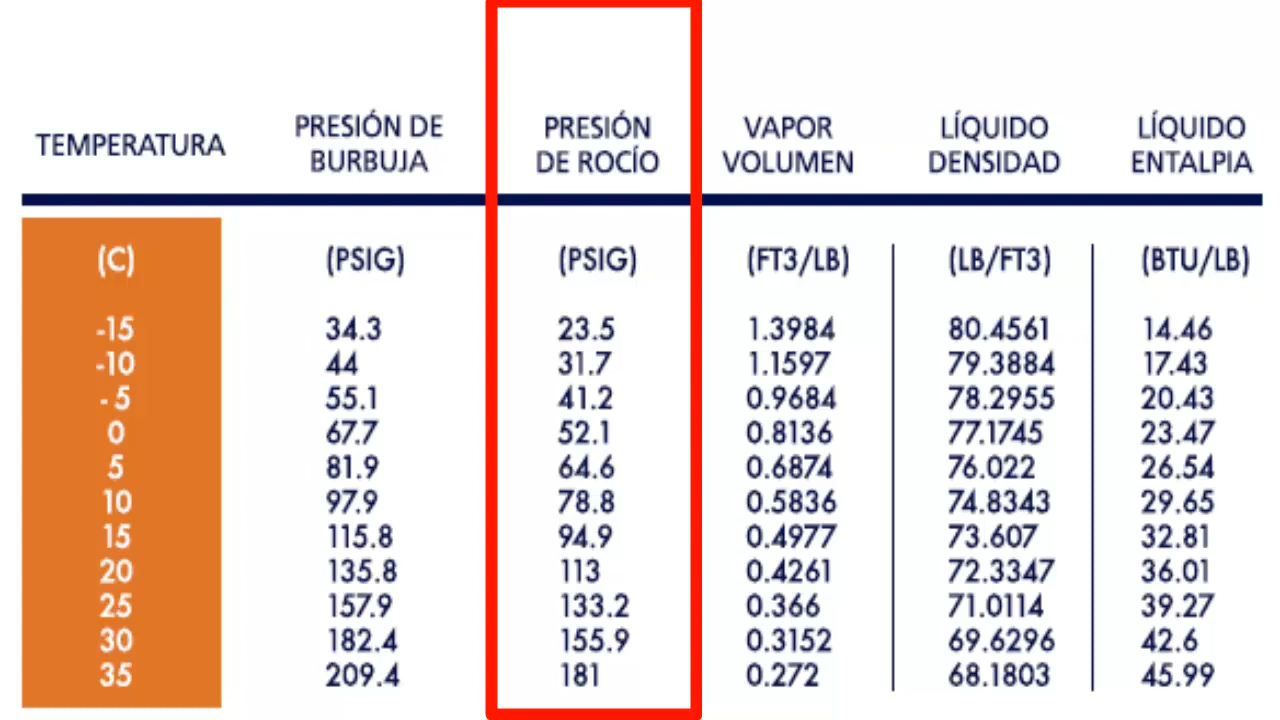 TEMPERATURA PRESIÓN DE BURBUJA PRESIÓN DE ROCÍO VAPOR VOLUMEN LÍQUIDO DENSIDAD LÍQUIDO ENTALPIA
(C) (PSIG) (PSIG) (FT3/LB) (LB/FT3) (BTU/LB)
-15 34.3 23.5 1.3984 80.4561 14.46
-10 44 31.7 1.1597 79.3884 17.43
- 5 55.1 41.2 0.9684 78.2955 20.43
0 67.7 52.1 0.8136 77.1745 23.47
5 81.9 64.6 0.6874 76.022 26.54
10 97.9 78.8 0.5836 74.8343 29.65
15 115.8 94.9 0.4977 73.607 32.81
20 135.8 113 0.4261 72.3347 36.01
25 157.9 133.2 0.366 71.0114 39.27
30 182.4 155.9 0.3152 69.6296 42.6
35 209.4 181 0.272 68.1803 45.99